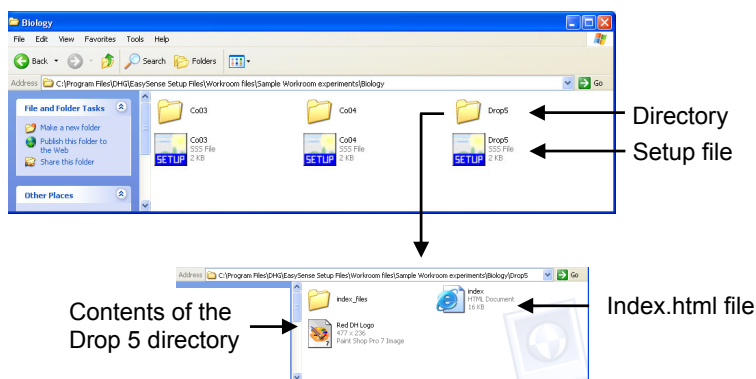 Biology
File Edit View Favorites Tools Help
Back Search Folders
Address C:\Program Files\DHG\EasySense Setup Files\Workroom files\Sample Workroom experiments\Biology Go
File and Folder Tasks
Make a new folder
Publish this folder to
the Web
Share this folder
Other Places
Co03
Co04
Drop5
Directory
SETUP
Co03
SSS File
2 KB
SETUP
Co04
SSS File
2 KB
SETUP
Drop5
SSS File
2 KB
Setup file
Address C:\Program Files\DHG\EasySense Setup Files\Workroom files\Sample Workroom experiments\Biology\Drop5 Go
index_files
index
HTML Document
16 KB
Index.html file
Contents of the
Drop 5 directory
Red DH Logo
477 x 236
Paint Shop Pro 7 Image